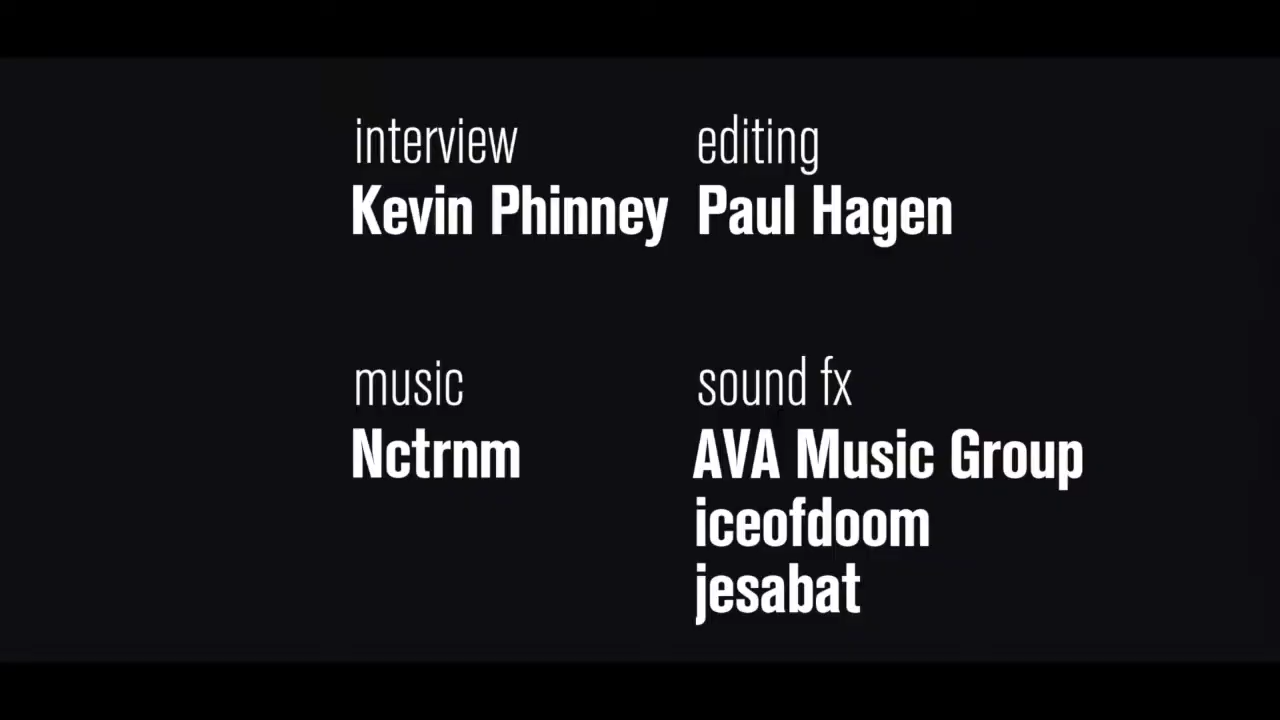 interview
Kevin Phinney
editing
Paul Hagen
music
Nctrnm
sound fx
AVA Music Group
iceofdoom
jesabat